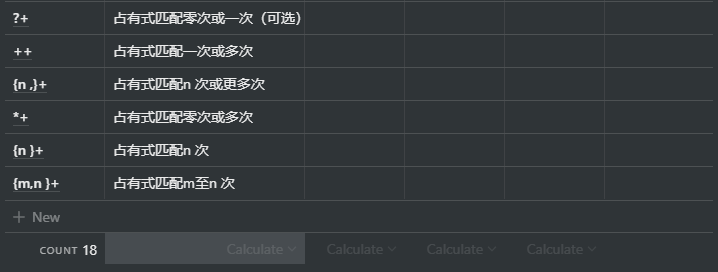 ?+ 占有式匹配零次或一次（可选）
++ 占有式匹配一次或多次
{n ,}+ 占有式匹配n 次或更多次
*+ 占有式匹配零次或多次
{n }+ 占有式匹配n 次
{m,n }+ 占有式匹配m至n 次
+ New
COUNT 18 Calculate Calculate Calculate Calculate